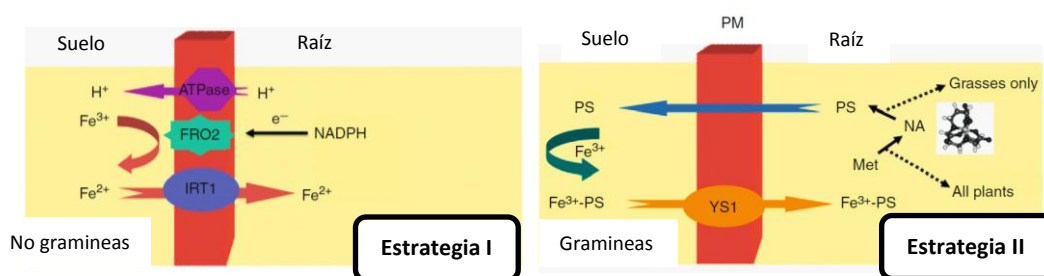 Suelo
Raíz
H⁺
ATPase
H⁺
Fe³⁺
FRO2
e⁻
NADPH
Fe²⁺
IRT1
Fe²⁺
No gramineas
Estrategia I
PM
Suelo
Raíz
Grasses only
PS
PS
NA
Fe³⁺
Met
All plants
Fe³⁺-PS
YS1
Fe³⁺-PS
Gramineas
Estrategia II